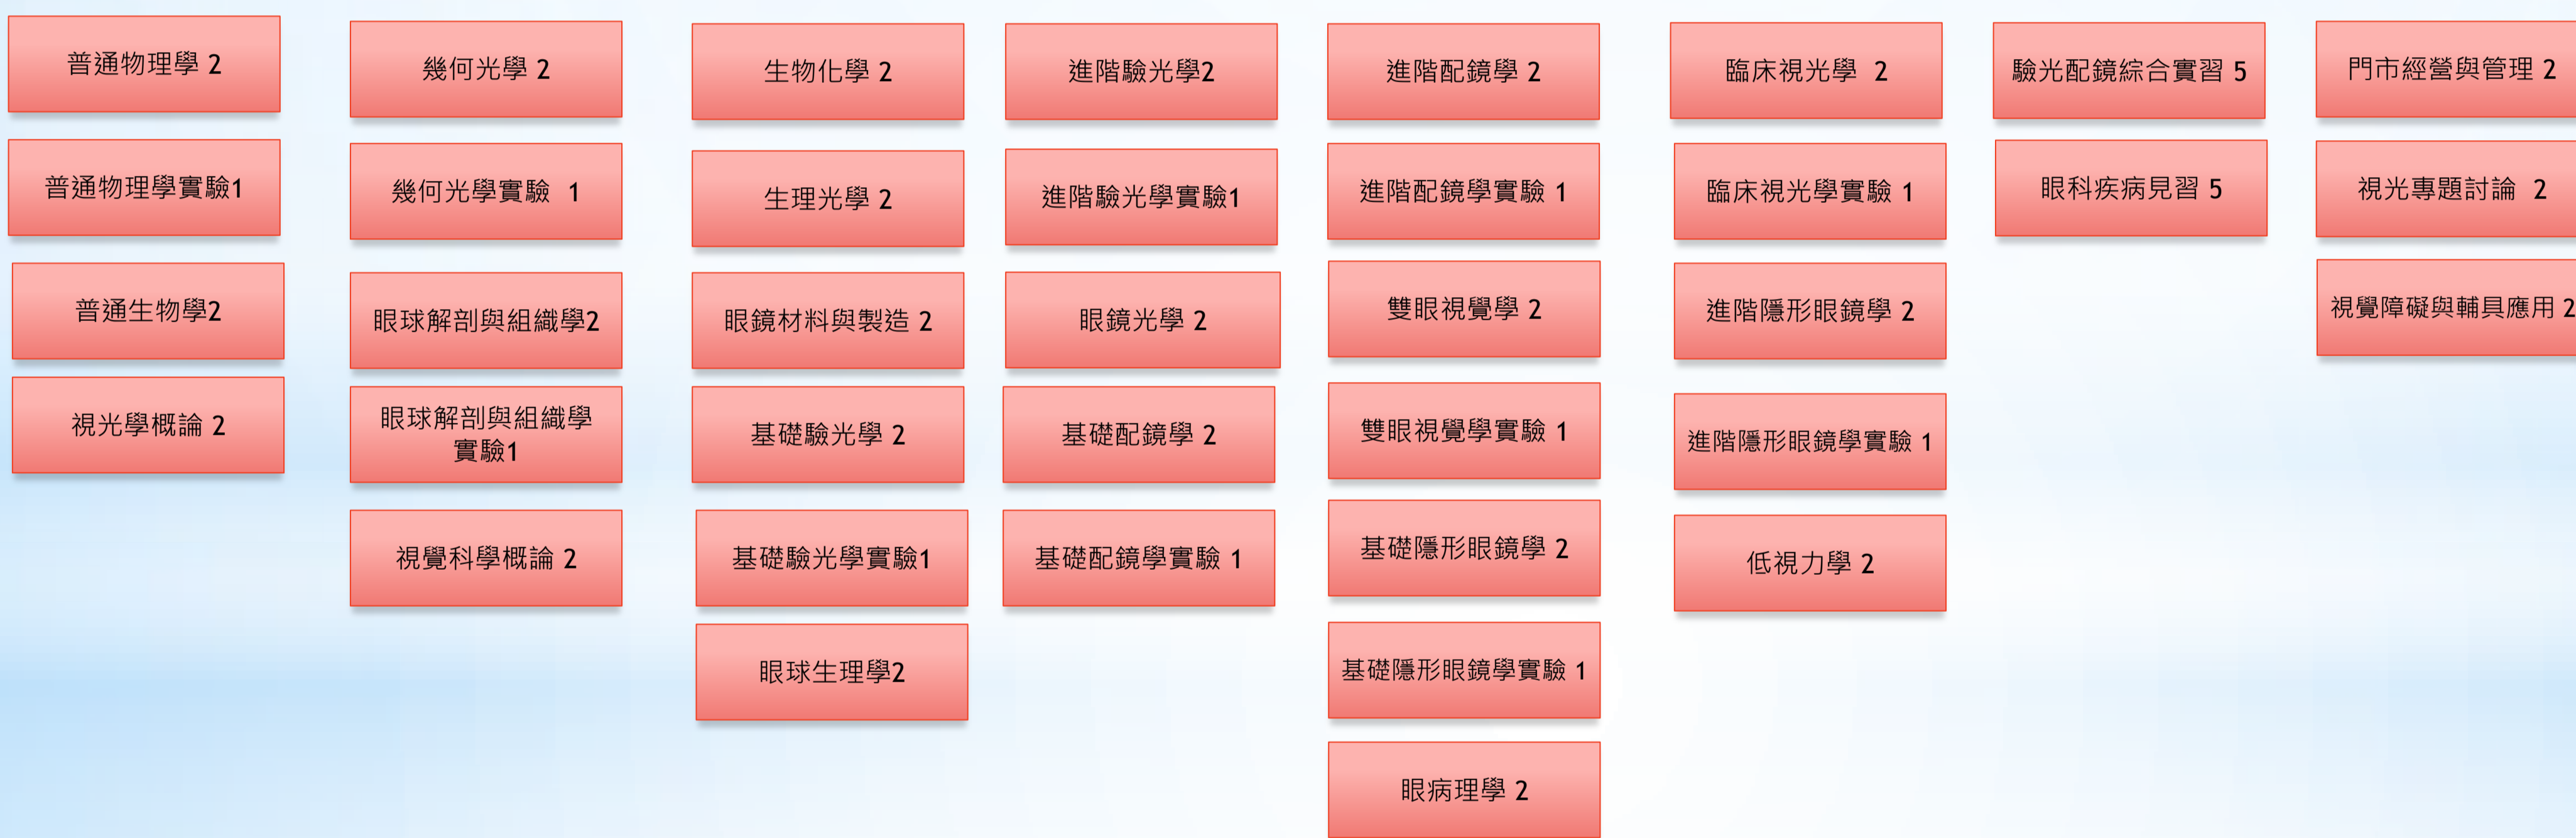 普通物理學 2
普通物理學實驗1
普通生物學2
視光學概論 2
幾何光學 2
幾何光學實驗 1
眼球解剖與組織學2
眼球解剖與組織學
實驗1
視覺科學概論 2
生物化學 2
生理光學 2
眼鏡材料與製造 2
基礎驗光學 2
基礎驗光學實驗1
眼球生理學2
進階驗光學2
進階驗光學實驗1
眼鏡光學 2
基礎配鏡學 2
基礎配鏡學實驗 1
進階配鏡學 2
進階配鏡學實驗 1
雙眼視覺學 2
雙眼視覺學實驗 1
基礎隱形眼鏡學 2
基礎隱形眼鏡學實驗 1
眼病理學 2
臨床視光學 2
臨床視光學實驗 1
進階隱形眼鏡學 2
進階隱形眼鏡學實驗 1
低視力學 2
驗光配鏡綜合實習 5
眼科疾病見習 5
門市經營與管理 2
視光專題討論 2
視覺障礙與輔具應用 2